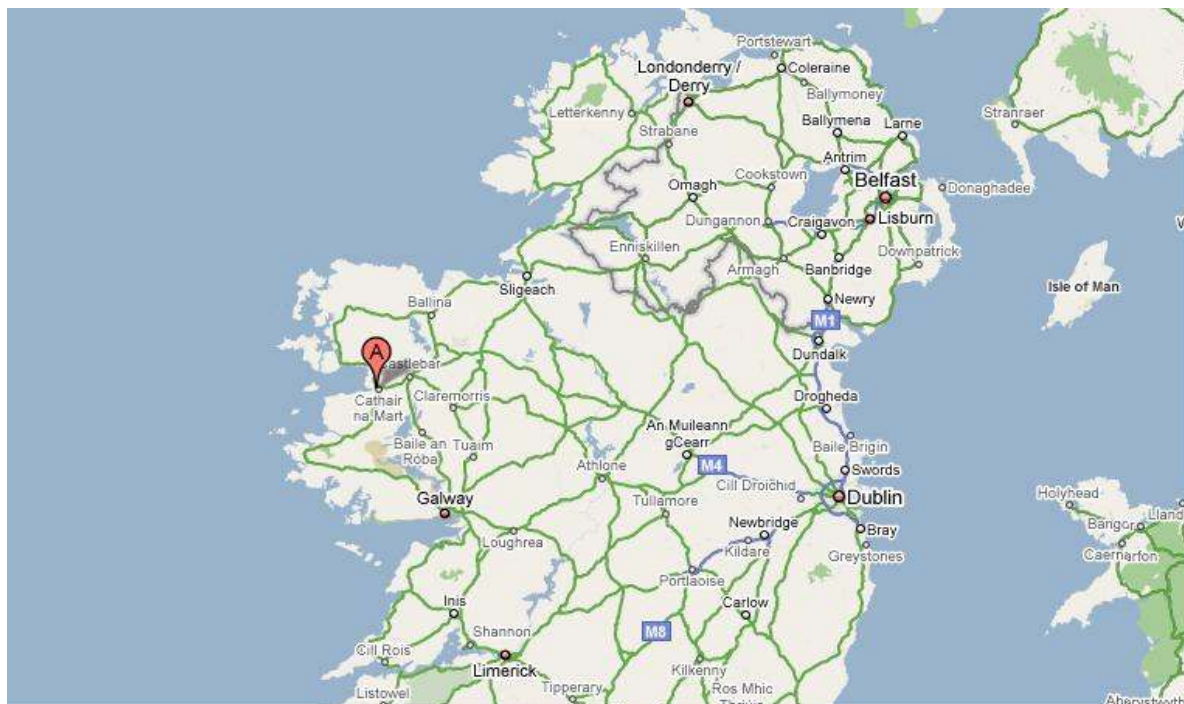 Portstewart
Londonderry /
Derry
Coleraine
Ballymoney
Letterkenny
Stranraer
Strabane
Ballymena
Larne
Antrim
Cookstown
Belfast
Donaghadee
Omagh
Dungannon
Craigavon
Lisburn
Enniskillen
Downpatrick
Armagh
Banbridge
Sligeach
Isle of Man
Ballina
Newry
M1
Dundalk
A
Castlebar
Cathair
na Mart
Claremorris
Drogheda
An Muileann
gCearr
Baile an
Róba
Tuaim
Baile Brigin
Athlone
M4
Swords
Cill Droichid
Dublin
Holyhead
Galway
Tullamore
Bangor
Lland
Newbridge
Bray
Loughrea
Kildare
Greystones
Caernarfon
Portlaoise
Inis
Carlow
Shannon
M8
Cill Rois
Limerick
Kilkenny
Listowel
Tipperary
Ros Mhic
Aberystwyth